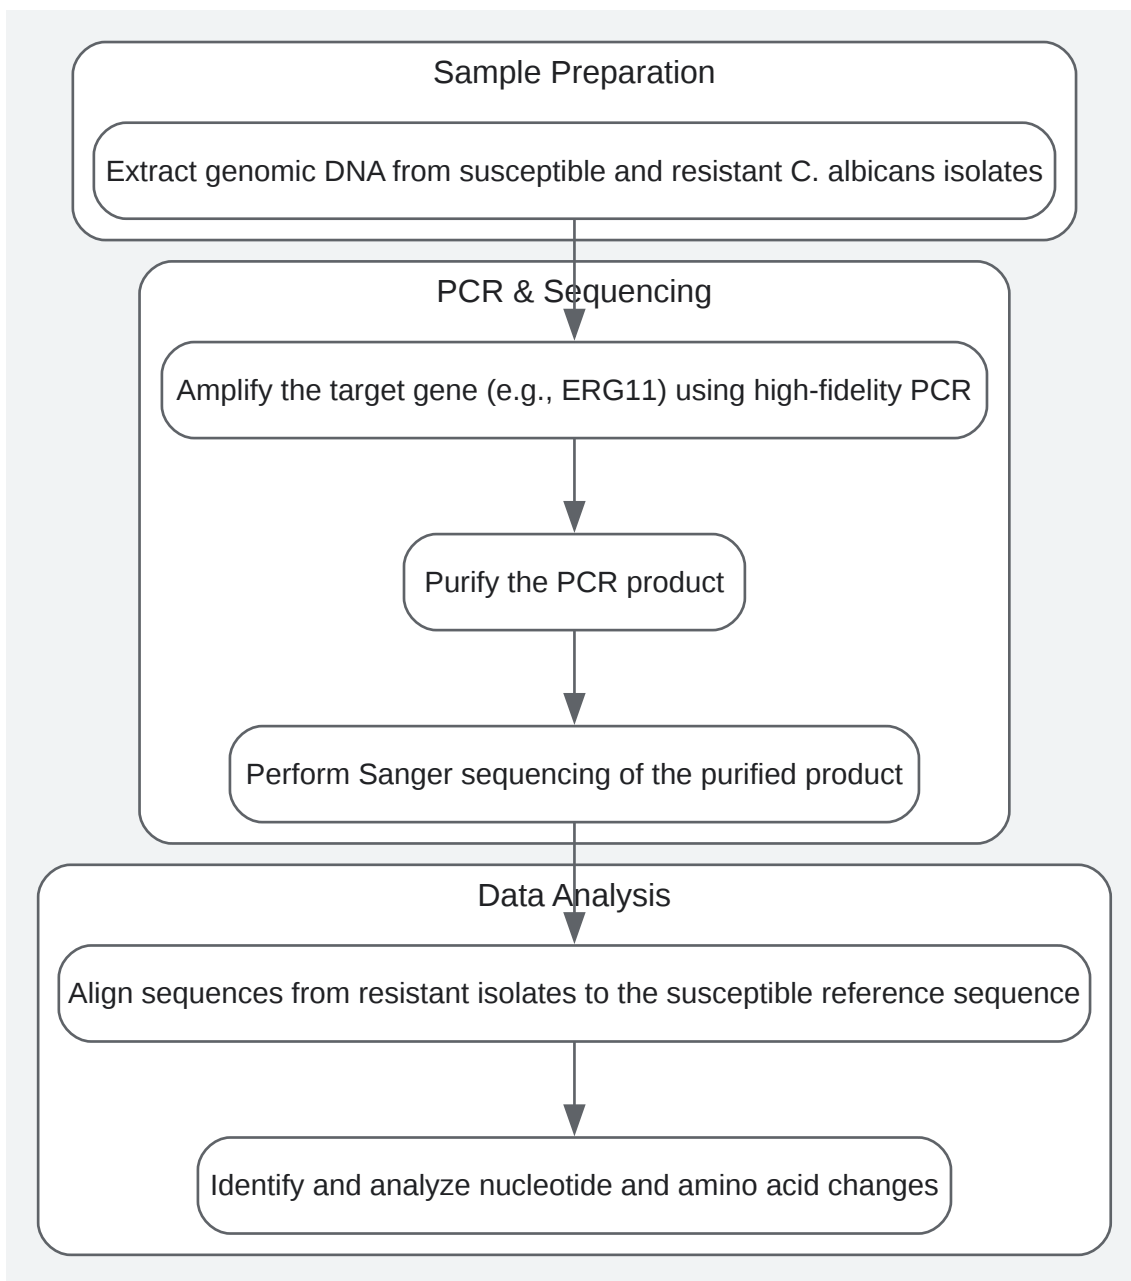 Sample Preparation
Extract genomic DNA from susceptible and resistant C. albicans isolates
PCR & Sequencing
Amplify the target gene (e.g., ERG11) using high-fidelity PCR
Purify the PCR product
Perform Sanger sequencing of the purified product
Data Analysis
Align sequences from resistant isolates to the susceptible reference sequence
Identify and analyze nucleotide and amino acid changes